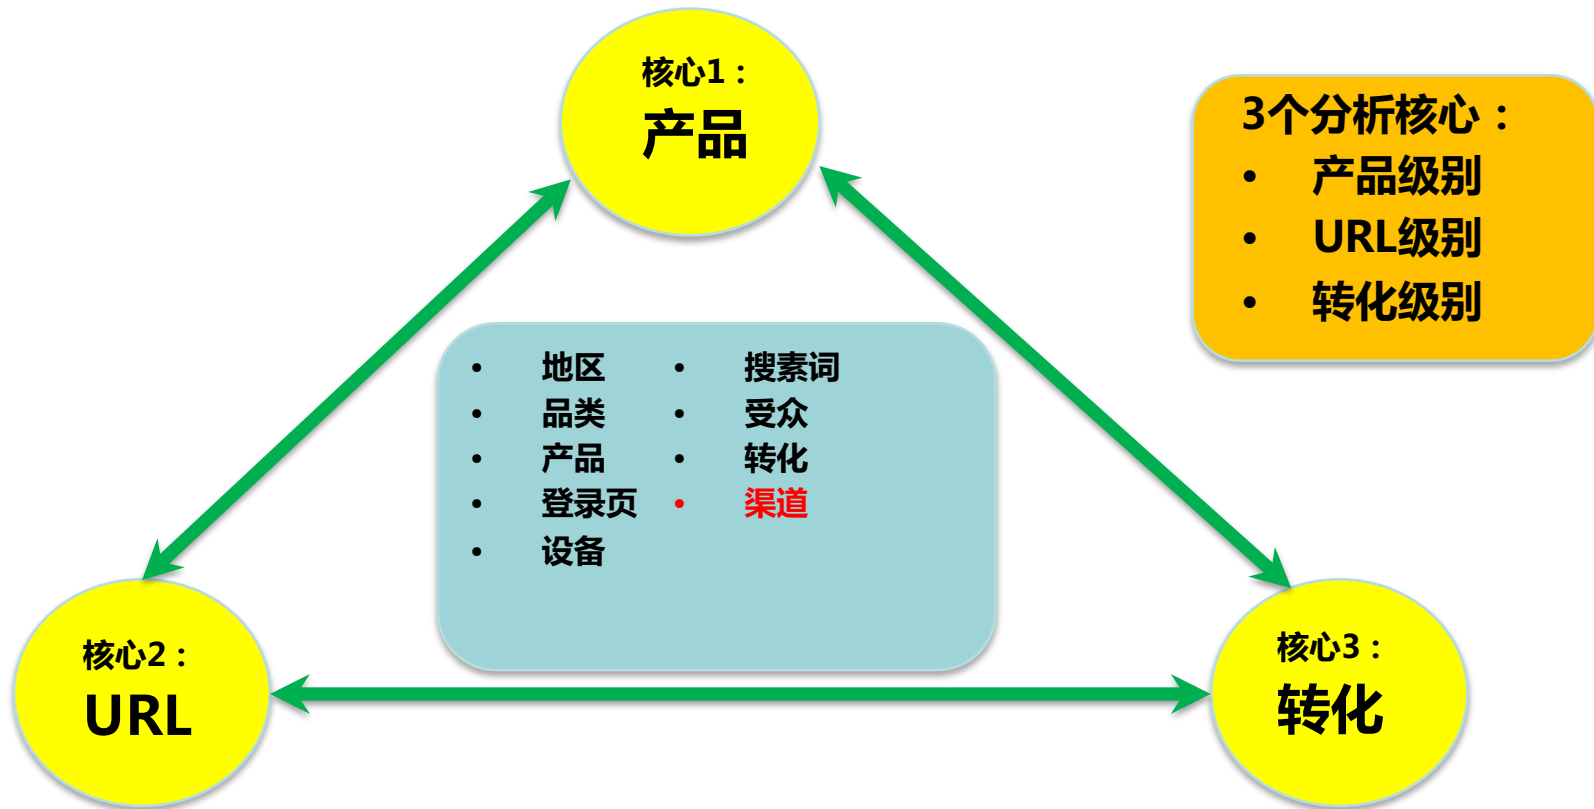 核心1：
产品
3个分析核心：
• 产品级别
• URL级别
• 转化级别
• 地区
• 品类
• 产品
• 登录页
• 设备
• 搜素词
• 受众
• 转化
• 渠道
核心2：
URL
核心3：
转化